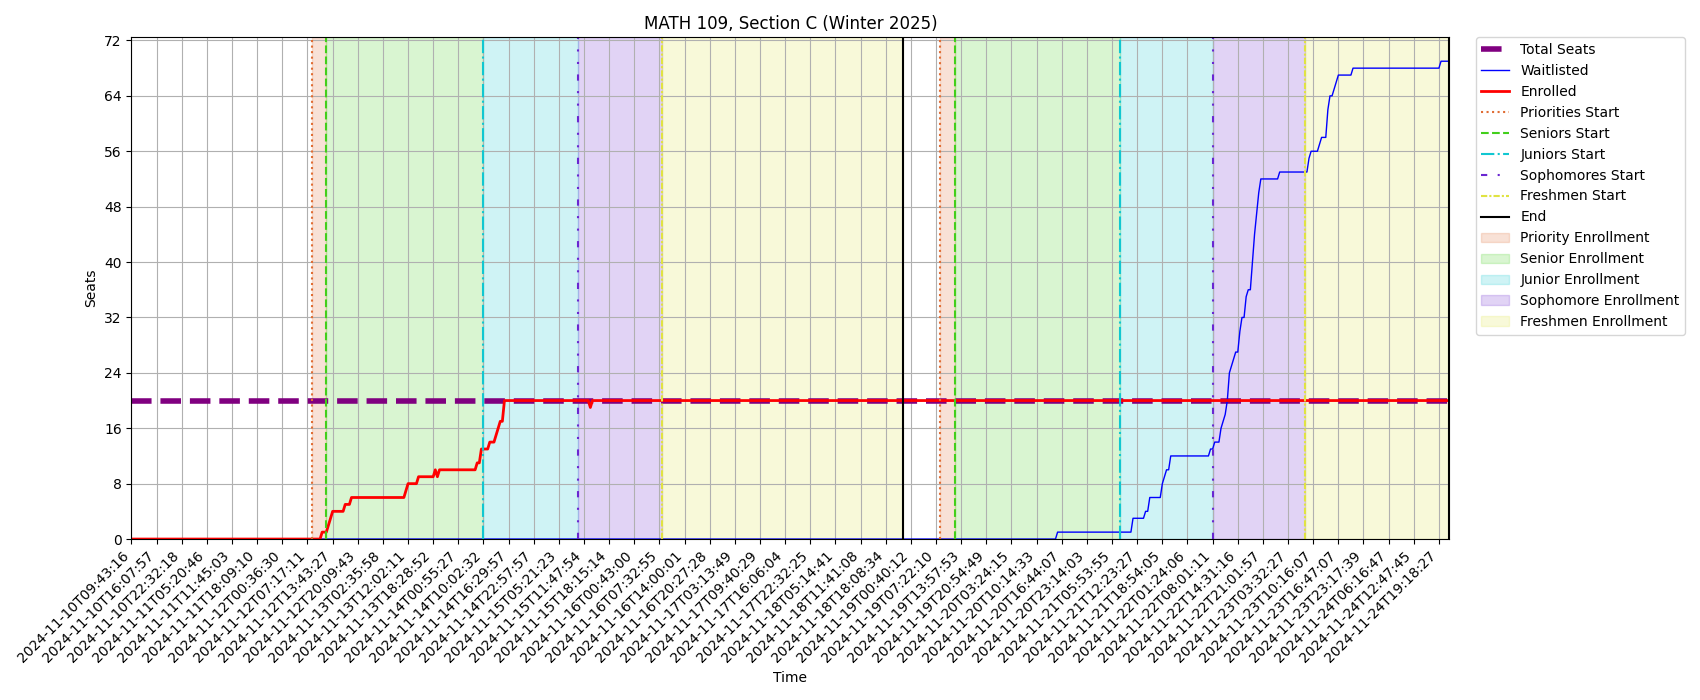 MATH 109, Section C (Winter 2025)
72
64
56
48
40
32
24
16
8
0
Seats
2024-11-10T09:43:16
2024-11-10T16:07:57
2024-11-10T22:32:18
2024-11-11T05:20:46
2024-11-11T11:45:03
2024-11-11T18:09:10
2024-11-12T00:36:30
2024-11-12T07:17:11
2024-11-12T13:43:27
2024-11-12T20:09:43
2024-11-13T02:35:58
2024-11-13T12:02:11
2024-11-13T18:28:52
2024-11-14T00:55:27
2024-11-14T10:02:32
2024-11-14T16:29:57
2024-11-14T22:57:57
2024-11-15T05:21:23
2024-11-15T11:47:54
2024-11-15T18:15:14
2024-11-16T00:43:00
2024-11-16T07:32:55
2024-11-16T14:00:01
2024-11-16T20:27:28
2024-11-17T03:13:49
2024-11-17T09:40:29
2024-11-17T16:06:04
2024-11-17T22:32:25
2024-11-18T05:14:41
2024-11-18T11:41:08
2024-11-18T18:08:34
2024-11-19T00:40:12
2024-11-19T07:22:10
2024-11-19T13:57:53
2024-11-19T20:54:49
2024-11-20T03:24:15
2024-11-20T10:14:33
2024-11-20T16:44:07
2024-11-20T23:14:03
2024-11-21T05:53:55
2024-11-21T12:23:27
2024-11-21T18:54:05
2024-11-22T01:24:06
2024-11-22T08:01:11
2024-11-22T14:31:16
2024-11-22T21:01:57
2024-11-23T03:32:27
2024-11-23T10:16:07
2024-11-23T16:47:07
2024-11-23T23:17:39
2024-11-24T06:16:47
2024-11-24T12:47:45
2024-11-24T19:18:27
Time
Total Seats
Waitlisted
Enrolled
Priorities Start
Seniors Start
Juniors Start
Sophomores Start
Freshmen Start
End
Priority Enrollment
Senior Enrollment
Junior Enrollment
Sophomore Enrollment
Freshmen Enrollment